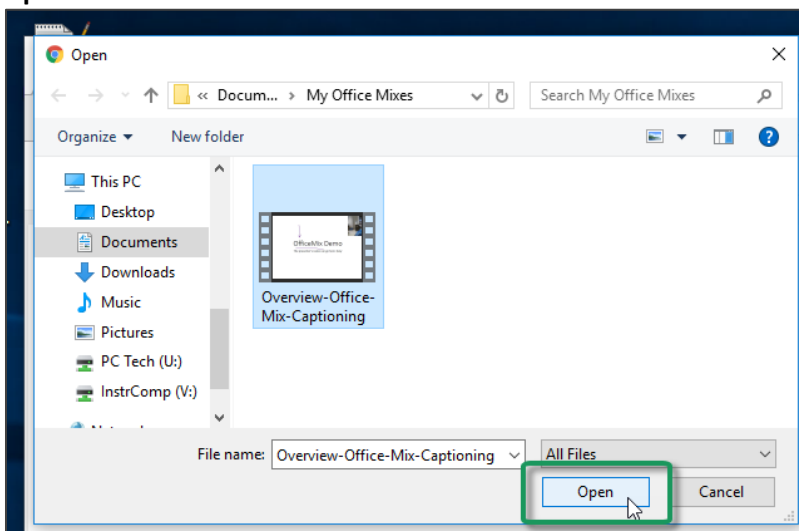 Open
« Docum... › My Office Mixes
Search My Office Mixes
Organize
New folder
This PC
Desktop
Documents
Downloads
Music
Pictures
PC Tech (U:)
InstrComp (V:)
OfficeMix Demo
Overview-Office-
Mix-Captioning
File name: Overview-Office-Mix-Captioning
All Files
Open
Cancel